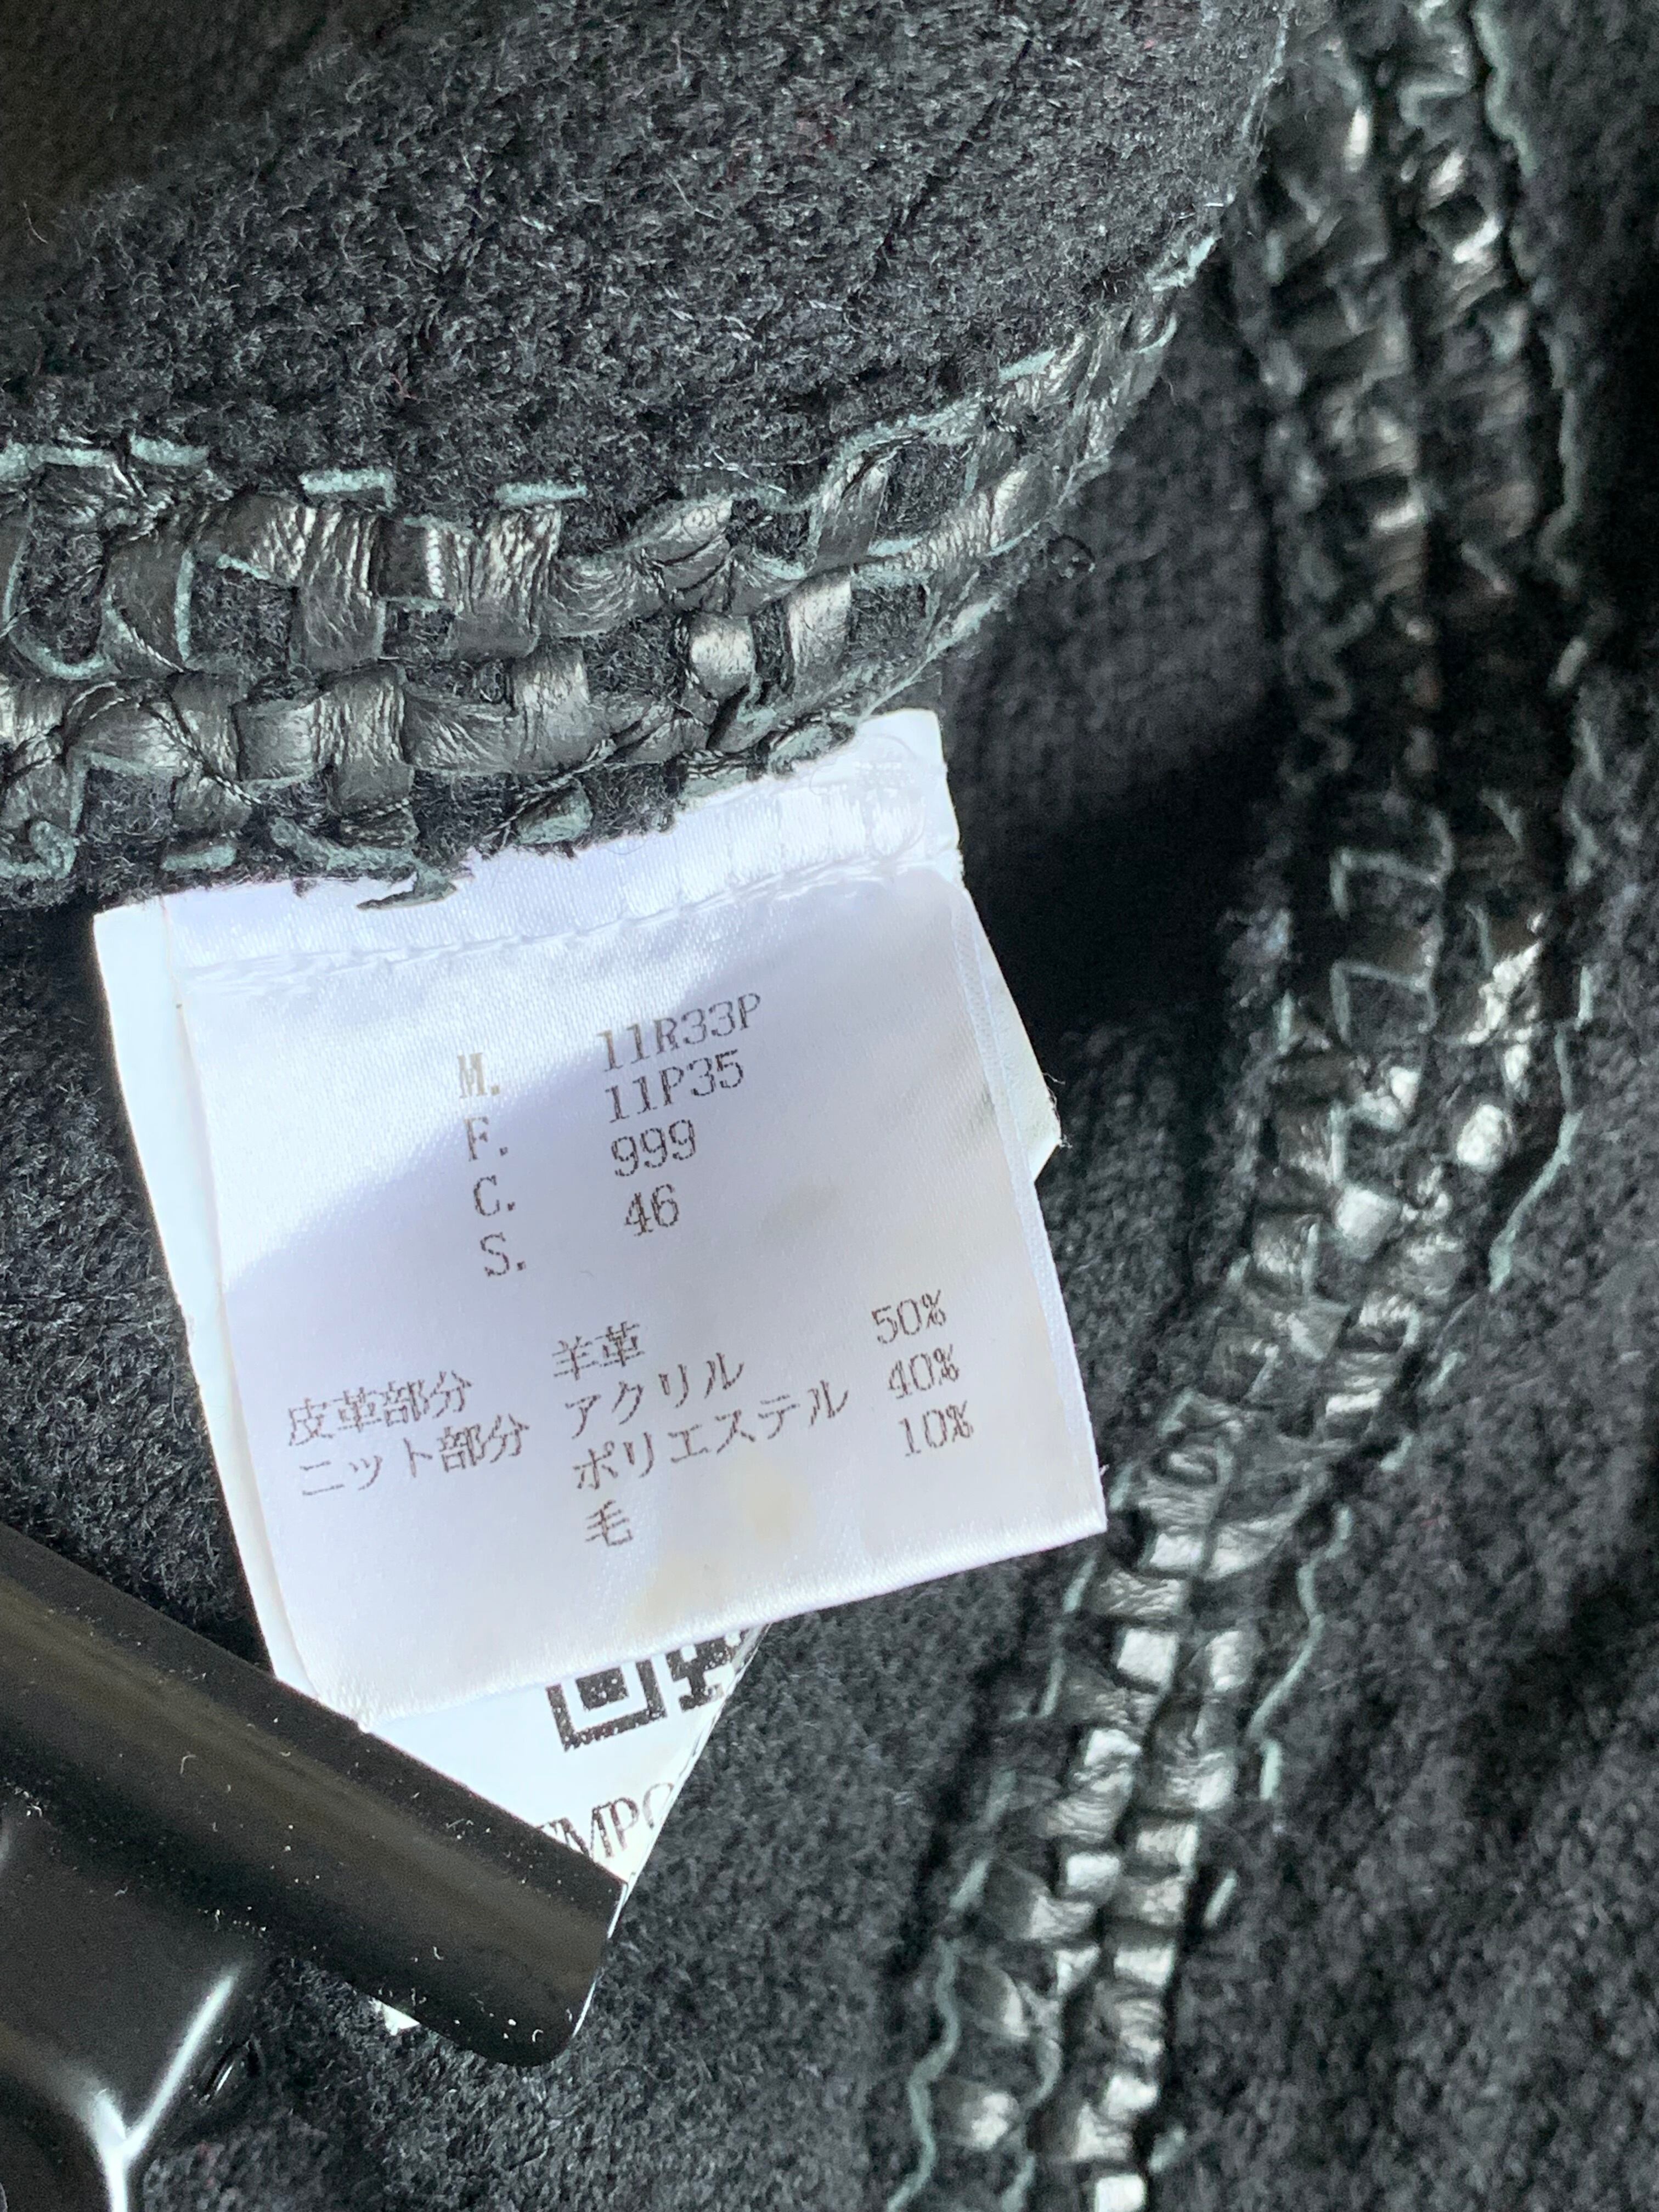 M. 11R33P
F. 11P35
C. 999
S. 46
皮革部分 羊革
ニット部分 アクリル 50%
ポリエステル 40%
毛 10%